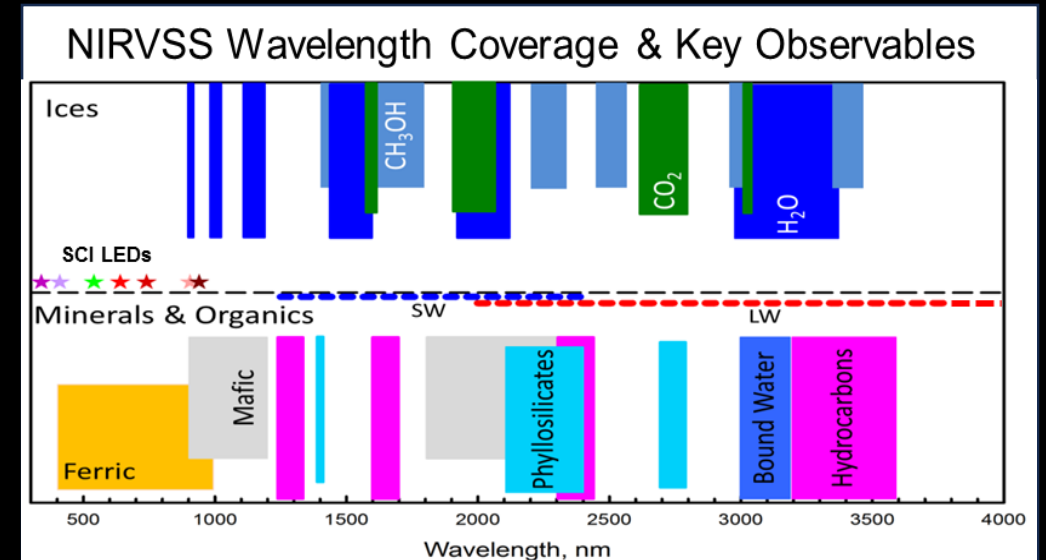 NIRVSS Wavelength Coverage & Key Observables
Ices
CH₃OH
CO₂
H₂O
SCI LEDs
SW
LW
Minerals & Organics
Mafic
Ferric
Phyllosilicates
Bound Water
Hydrocarbons
500 1000 1500 2000 2500 3000 3500 4000
Wavelength, nm